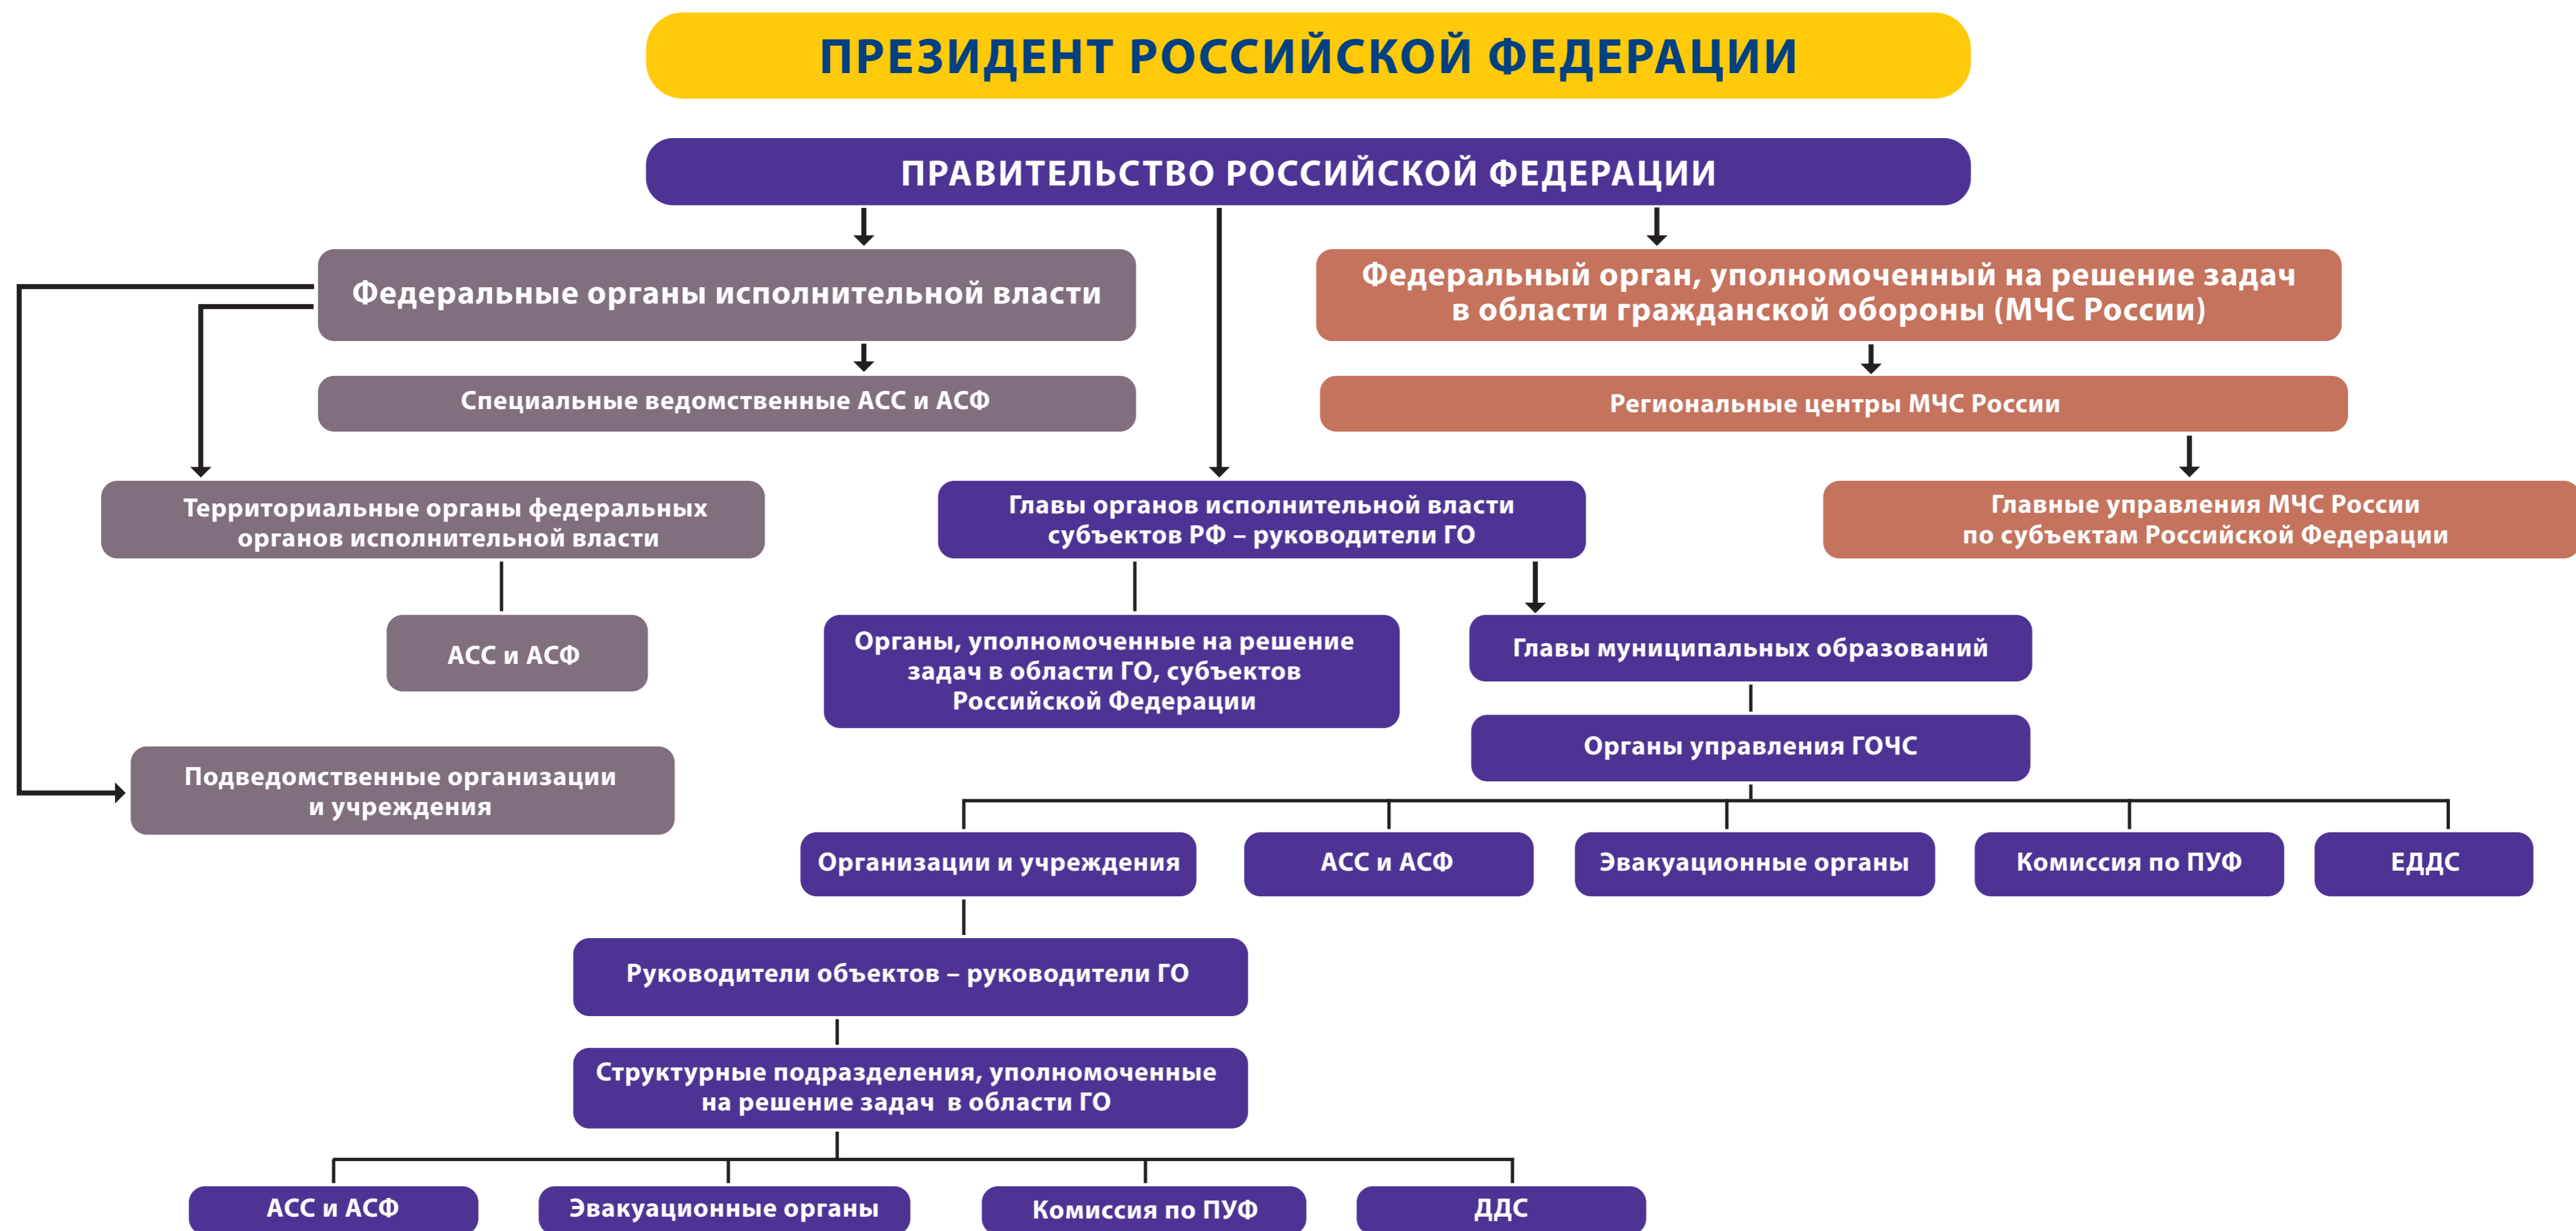 ПРЕЗИДЕНТ РОССИЙСКОЙ ФЕДЕРАЦИИ
ПРАВИТЕЛЬСТВО РОССИЙСКОЙ ФЕДЕРАЦИИ
Федеральные органы исполнительной власти
Федеральный орган, уполномоченный на решение задач
в области гражданской обороны (МЧС России)
Специальные ведомственные АСС и АСФ
Региональные центры МЧС России
Территориальные органы федеральных
органов исполнительной власти
Главы органов исполнительной власти
субъектов РФ – руководители ГО
Главные управления МЧС России
по субъектам Российской Федерации
АСС и АСФ
Органы, уполномоченные на решение
задач в области ГО, субъектов
Российской Федерации
Главы муниципальных образований
Органы управления ГОЧС
Подведомственные организации
и учреждения
Организации и учреждения
АСС и АСФ
Эвакуационные органы
Комиссия по ПУФ
ЕДДС
Руководители объектов – руководители ГО
Структурные подразделения, уполномоченные
на решение задач в области ГО
АСС и АСФ
Эвакуационные органы
Комиссия по ПУФ
ДДС